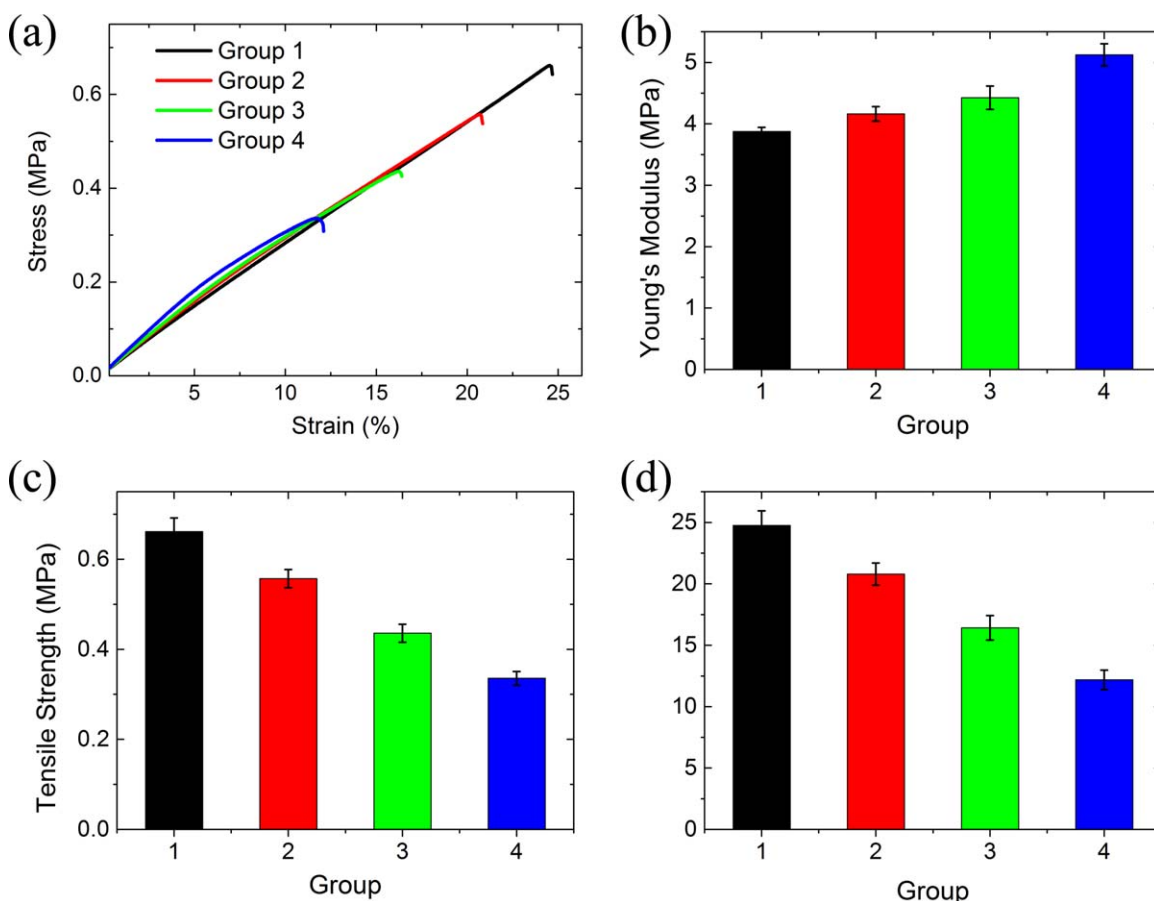 (a)
Group 1
Group 2
Group 3
Group 4
Stress (MPa)
0.6
0.4
0.2
0.0
5 10 15 20 25
Strain (%)
(b)
Young's Modulus (MPa)
5
4
3
2
1
0
1 2 3 4
Group
(c)
Tensile Strength (MPa)
0.6
0.4
0.2
0.0
1 2 3 4
Group
(d)
25
20
15
10
5
0
1 2 3 4
Group